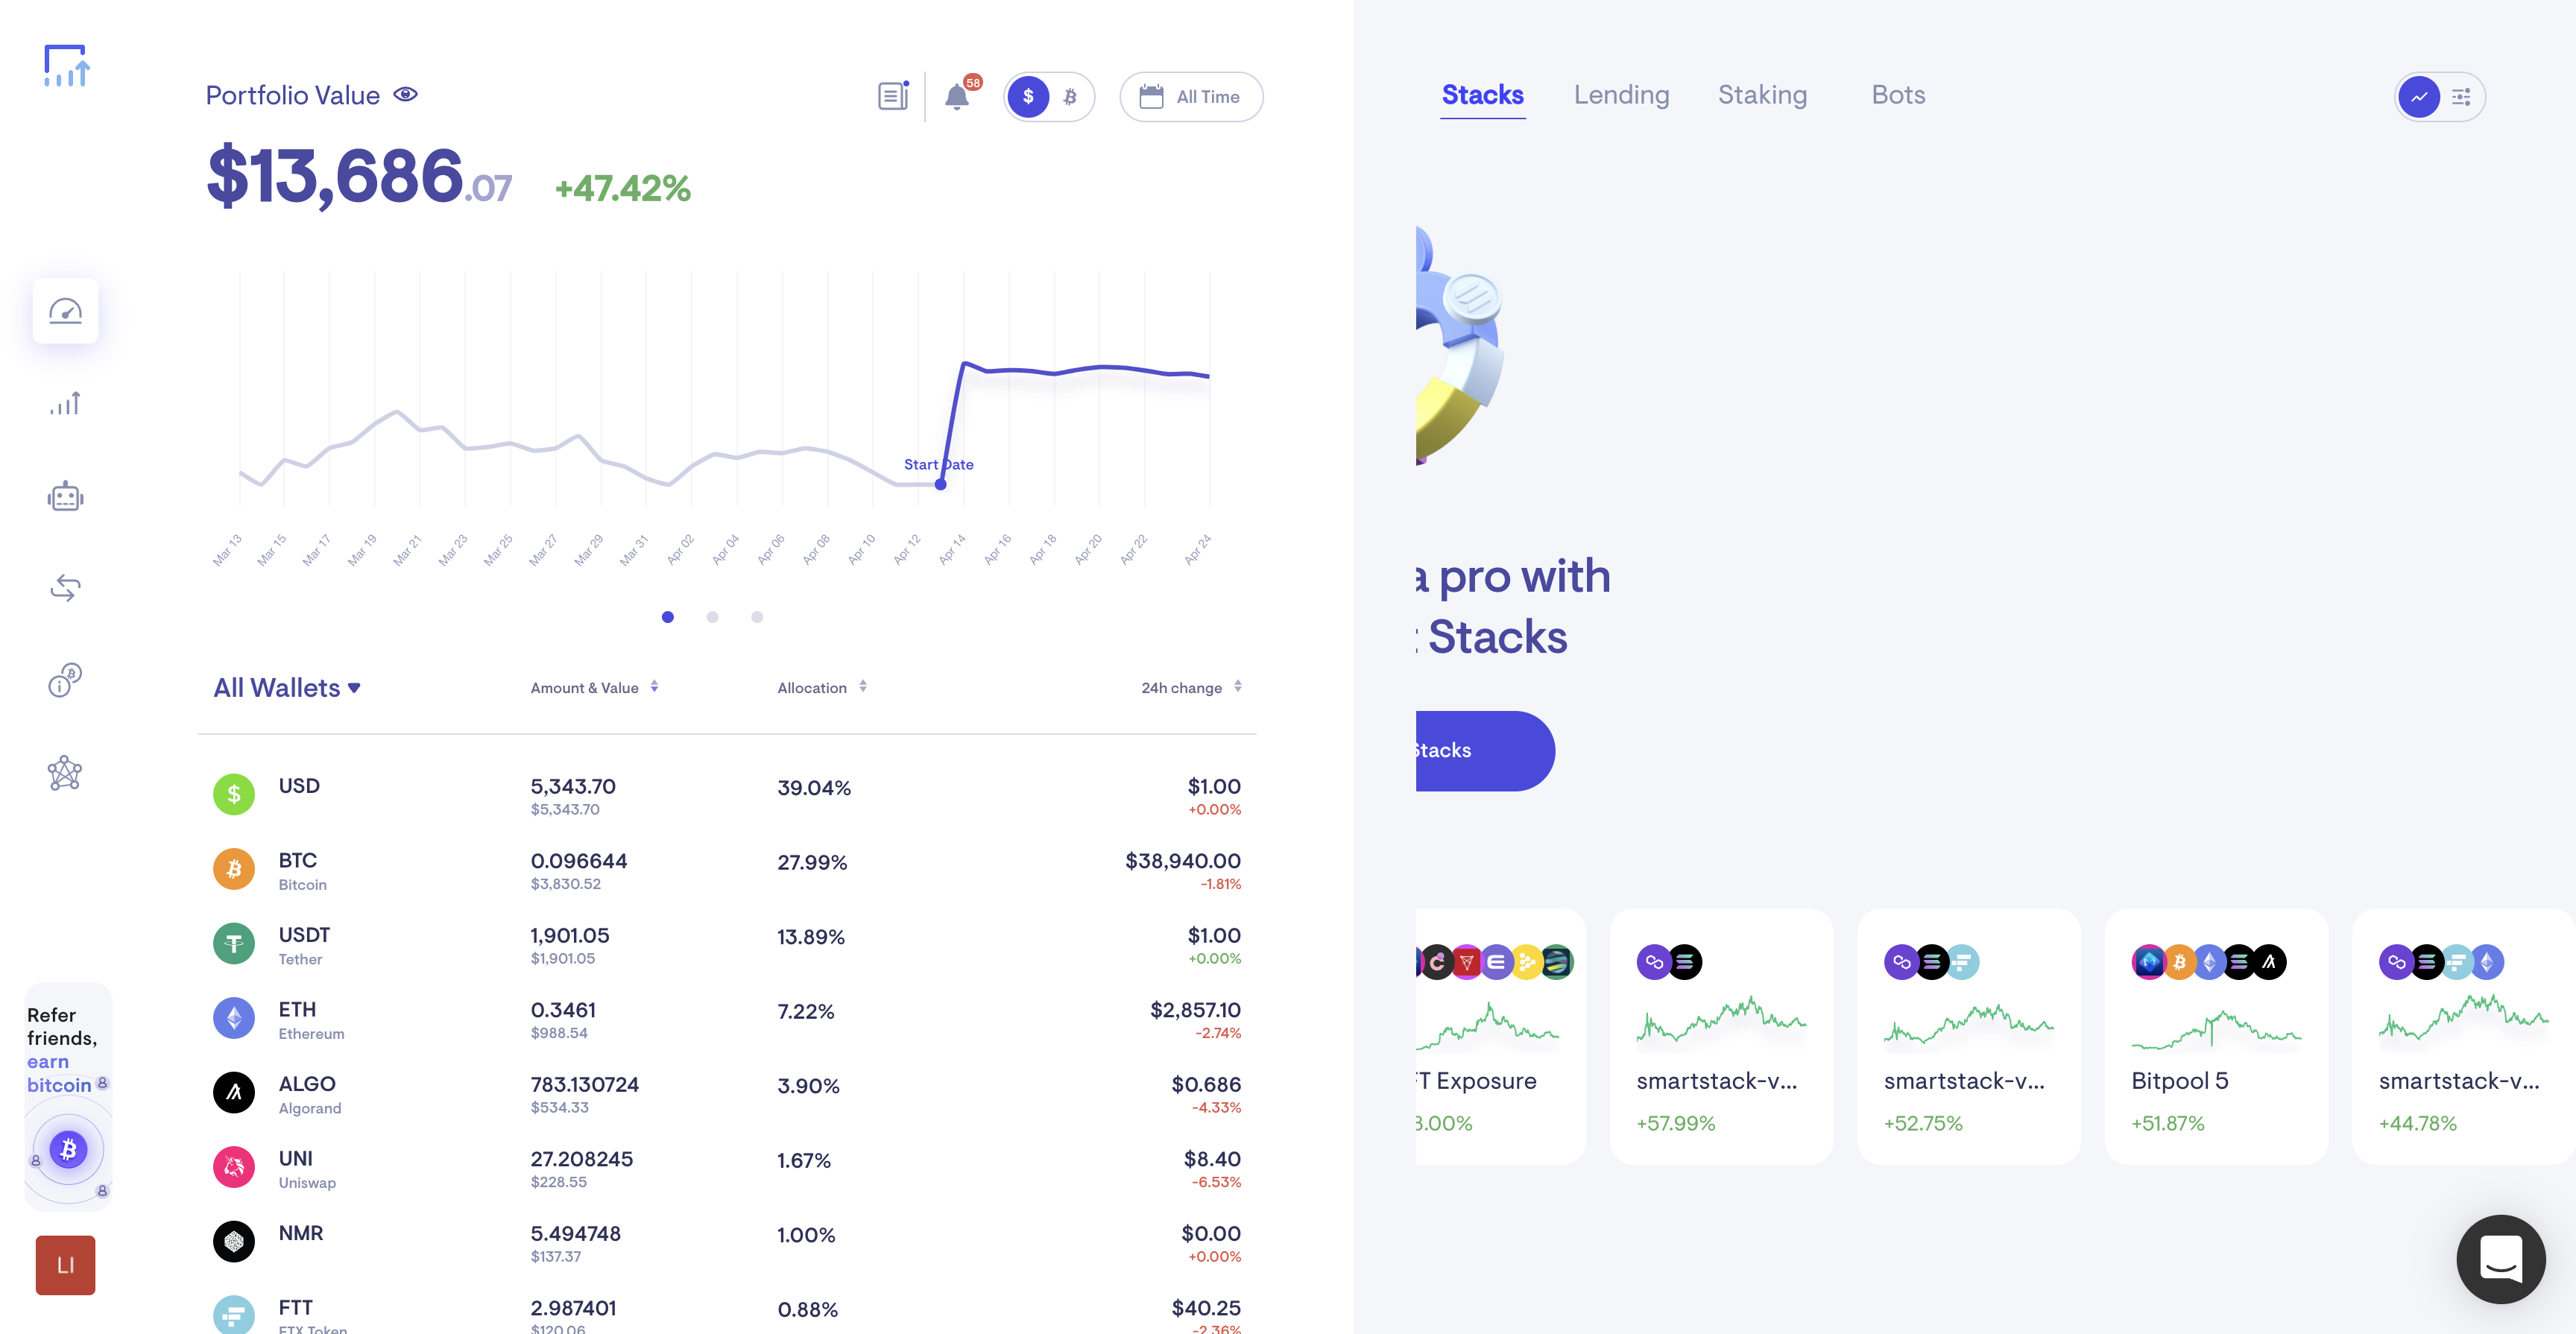 Portfolio Value
58
$
All Time
$13,686.07 +47.42%
Start Date
Mar 13 Mar 15 Mar 17 Mar 19 Mar 21 Mar 23 Mar 25 Mar 27 Mar 29 Mar 31 Apr 02 Apr 04 Apr 06 Apr 08 Apr 10 Apr 12 Apr 14 Apr 16 Apr 18 Apr 20 Apr 22 Apr 24
All Wallets Amount & Value Allocation 24h change
USD 5,343.70 39.04% $1.00
$5,343.70 +0.00%
BTC 0.096644 27.99% $38,940.00
Bitcoin $3,830.52 -1.81%
USDT 1,901.05 13.89% $1.00
Tether $1,901.05 +0.00%
ETH 0.3461 7.22% $2,857.10
Ethereum $988.54 -2.74%
ALGO 783.130724 3.90% $0.686
Algorand $534.33 -4.33%
UNI 27.208245 1.67% $8.40
Uniswap $228.55 -6.53%
NMR 5.494748 1.00% $0.00
$137.37 +0.00%
FTT 2.987401 0.88% $40.25
FTX Token $120.06 -2.36%
Refer
friends,
earn
bitcoin
LI
Stacks Lending Staking Bots
a pro with
Stacks
Stacks
FT Exposure
8.00%
smartstack-v...
+57.99%
smartstack-v...
+52.75%
Bitpool 5
+51.87%
smartstack-v...
+44.78%